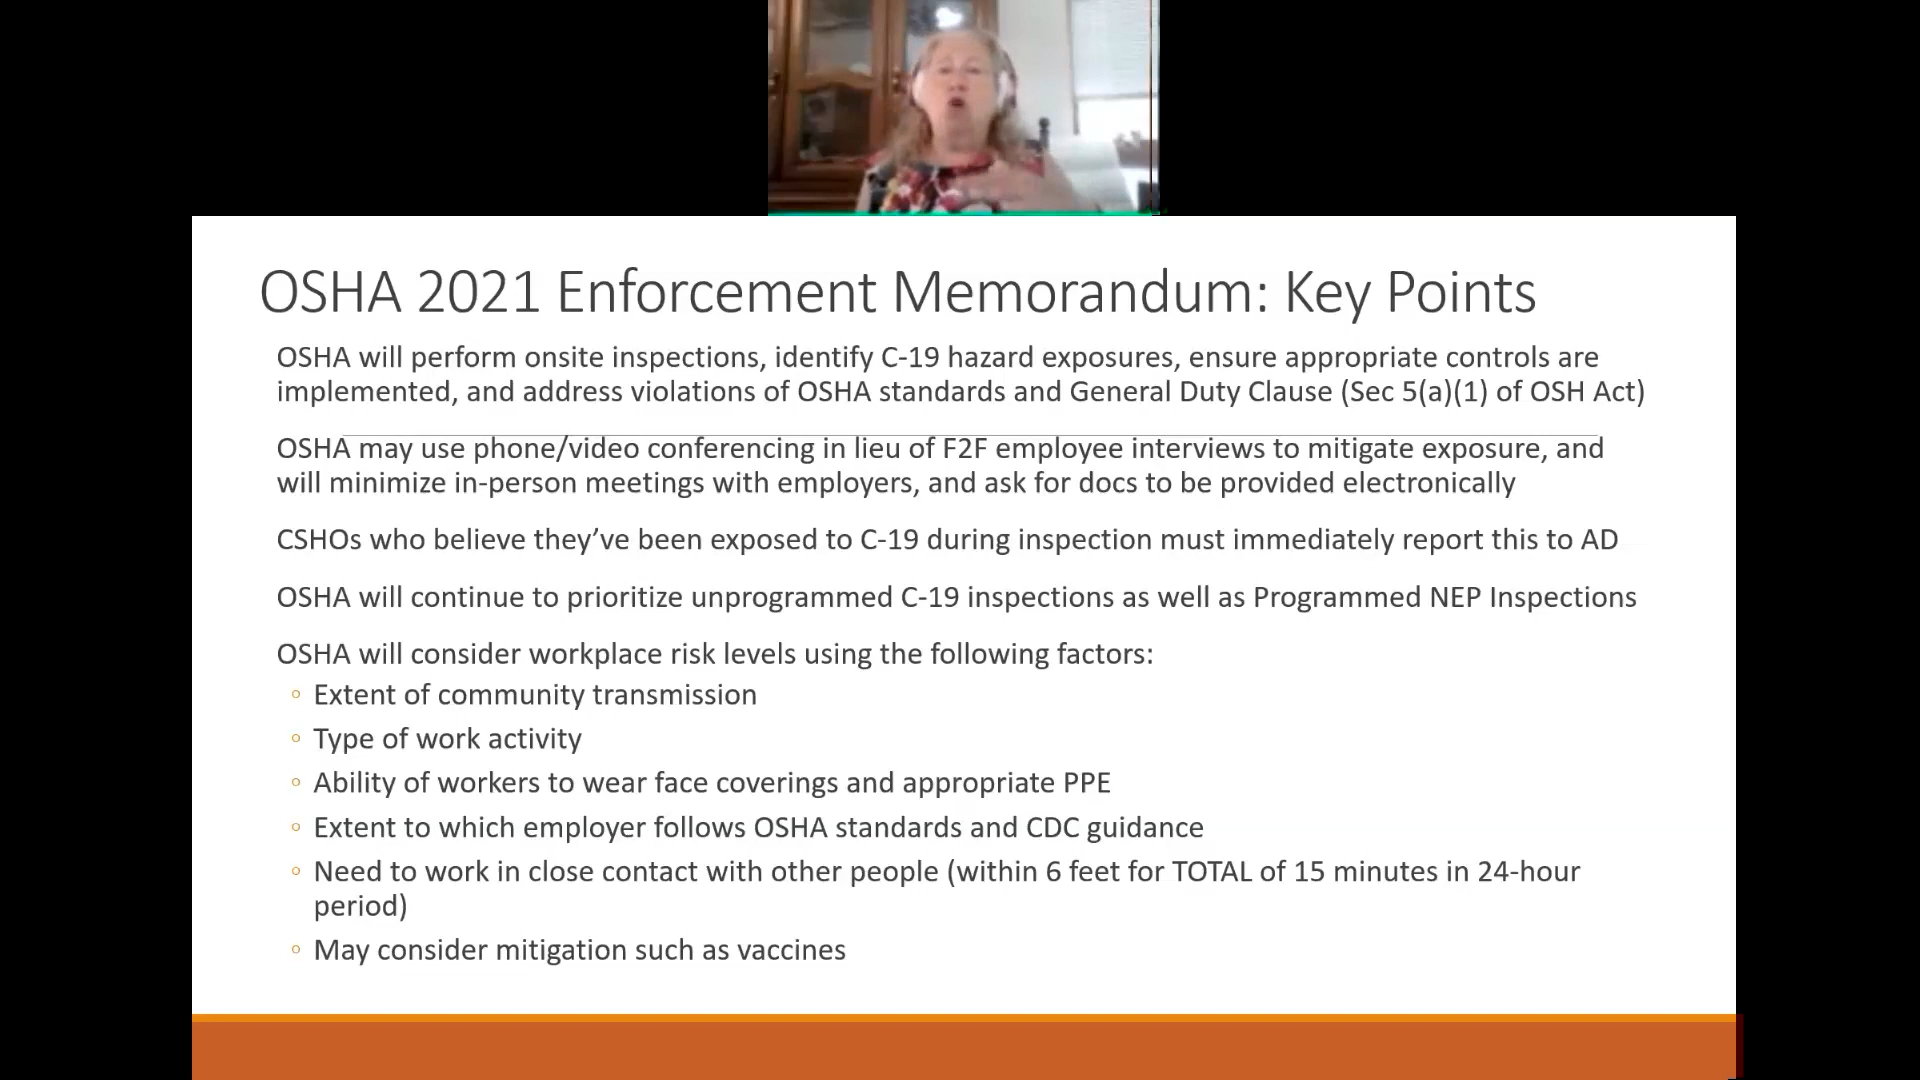 OSHA 2021 Enforcement Memorandum: Key Points
OSHA will perform onsite inspections, identify C-19 hazard exposures, ensure appropriate controls are
implemented, and address violations of OSHA standards and General Duty Clause (Sec 5(a)(1) of OSH Act)
OSHA may use phone/video conferencing in lieu of F2F employee interviews to mitigate exposure, and
will minimize in-person meetings with employers, and ask for docs to be provided electronically
CSHOs who believe they’ve been exposed to C-19 during inspection must immediately report this to AD
OSHA will continue to prioritize unprogrammed C-19 inspections as well as Programmed NEP Inspections
OSHA will consider workplace risk levels using the following factors:
◦ Extent of community transmission
◦ Type of work activity
◦ Ability of workers to wear face coverings and appropriate PPE
◦ Extent to which employer follows OSHA standards and CDC guidance
◦ Need to work in close contact with other people (within 6 feet for TOTAL of 15 minutes in 24-hour
period)
◦ May consider mitigation such as vaccines